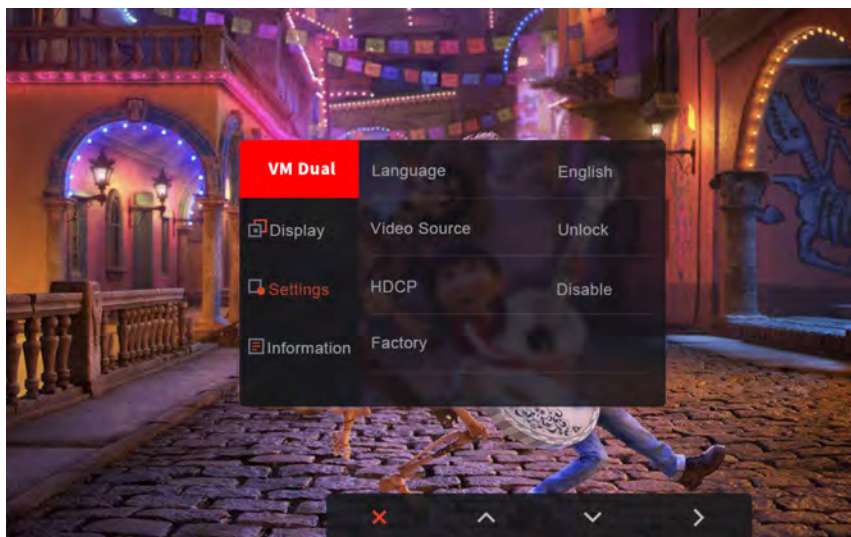 VM Dual
Language English
Display
Video Source Unlock
Settings
HDCP Disable
Information
Factory